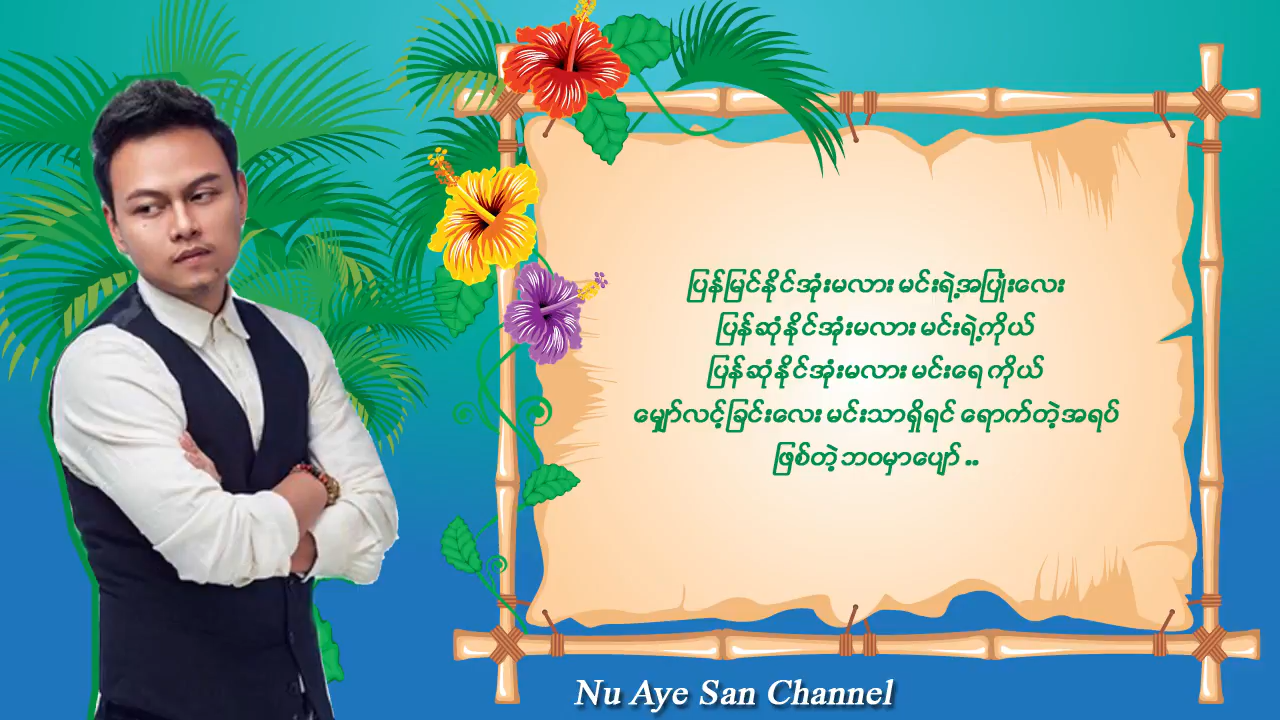 ပြန်မြင်နိုင်အုံးမလား မင်းရဲ့အပြုံးလေး
ပြန်ဆုံနိုင်အုံးမလား မင်းရဲ့ကိုယ်
ပြန်ဆုံနိုင်အုံးမလား မင်းရေ ကိုယ်
မျှော်လင့်ခြင်းလေး မင်းသာရှိရင် ရောက်တဲ့အရပ်
ဖြစ်တဲ့ ဘဝမှာပျော် ..
Nu Aye San Channel